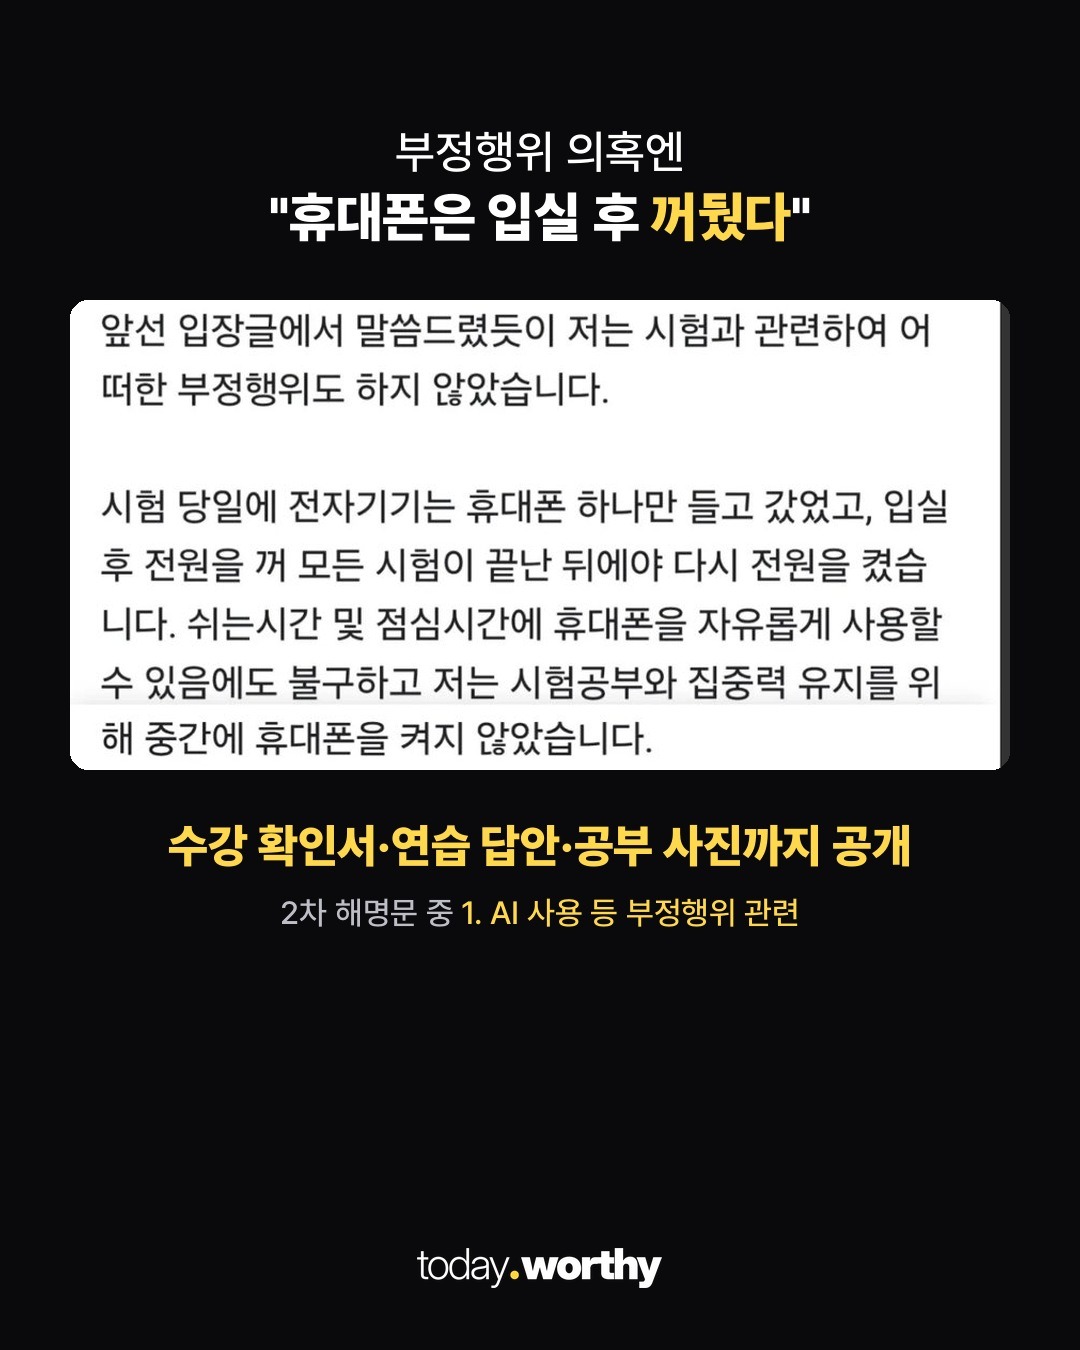 부정행위 의혹엔
"휴대폰은 입실 후 꺼뒀다"
앞선 입장글에서 말씀드렸듯이 저는 시험과 관련하여 어
떠한 부정행위도 하지 않았습니다.
시험 당일에 전자기기는 휴대폰 하나만 들고 갔었고, 입실
후 전원을 꺼 모든 시험이 끝난 뒤에야 다시 전원을 켰습
니다. 쉬는시간 및 점심시간에 휴대폰을 자유롭게 사용할
수 있음에도 불구하고 저는 시험공부와 집중력 유지를 위
해 중간에 휴대폰을 켜지 않았습니다.
수강 확인서·연습 답안·공부 사진까지 공개
2차 해명문 중 1. AI 사용 등 부정행위 관련
today.worthy